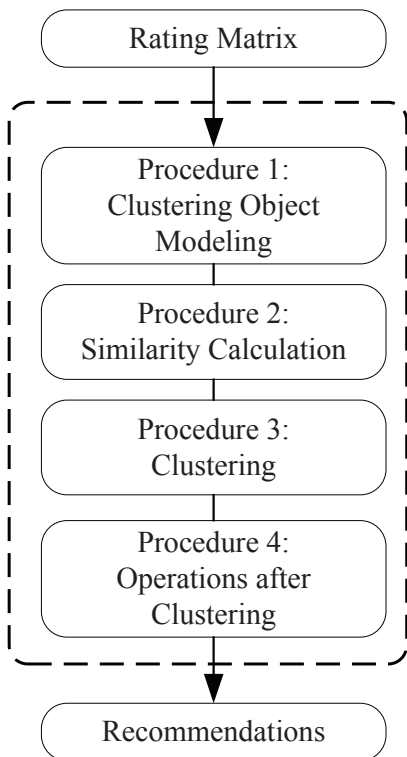 Rating Matrix
Procedure 1:
Clustering Object
Modeling
Procedure 2:
Similarity Calculation
Procedure 3:
Clustering
Procedure 4:
Operations after
Clustering
Recommendations